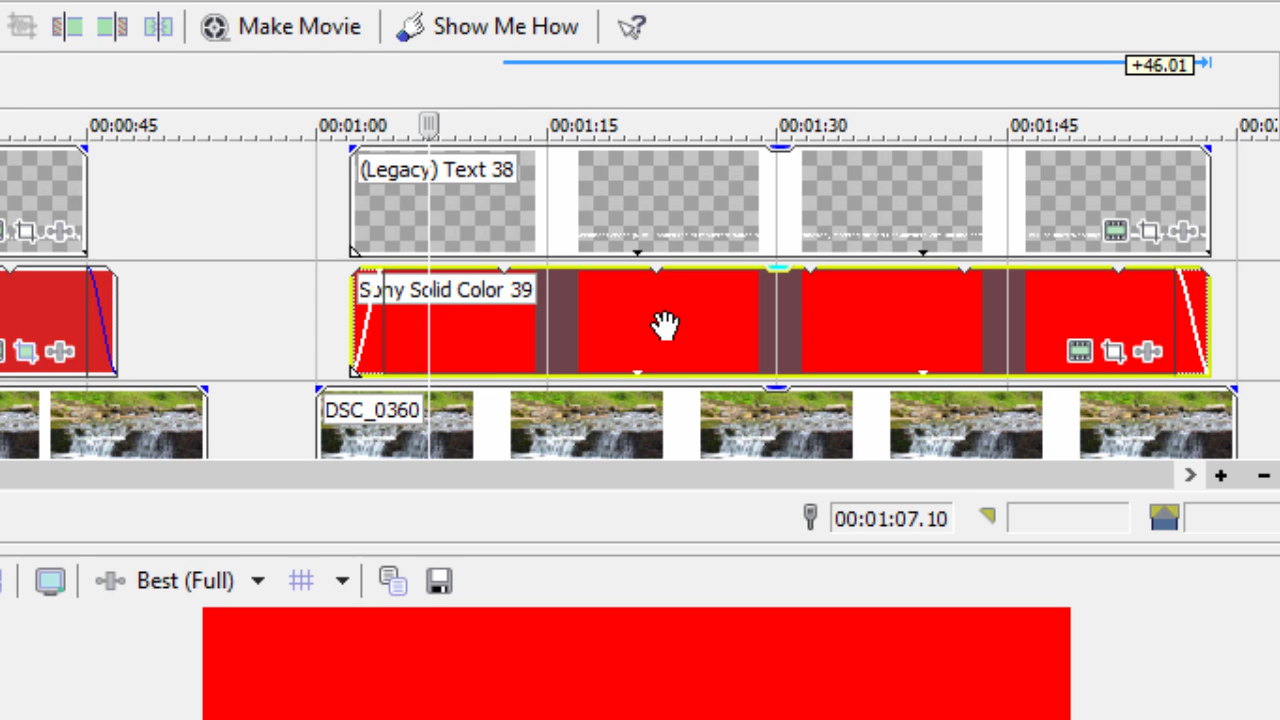 Make Movie
Show Me How
+46.01
00:00:45
00:01:00
00:01:15
00:01:30
00:01:45
(Legacy) Text 38
Sony Solid Color 39
DSC_0360
00:01:07.10
Best (Full)